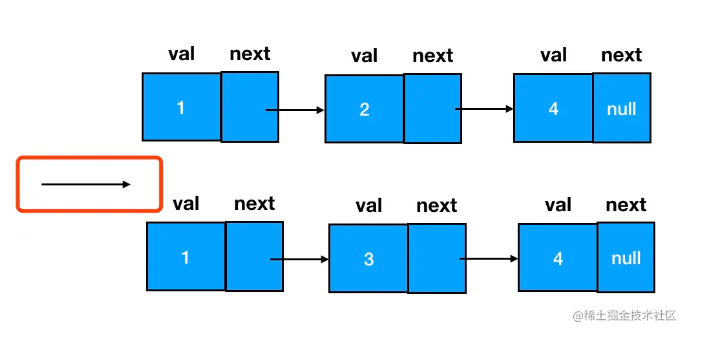 val next val next val next
1 2 4 null
val next val next val next
1 3 4 null
@稀土掘金技术社区